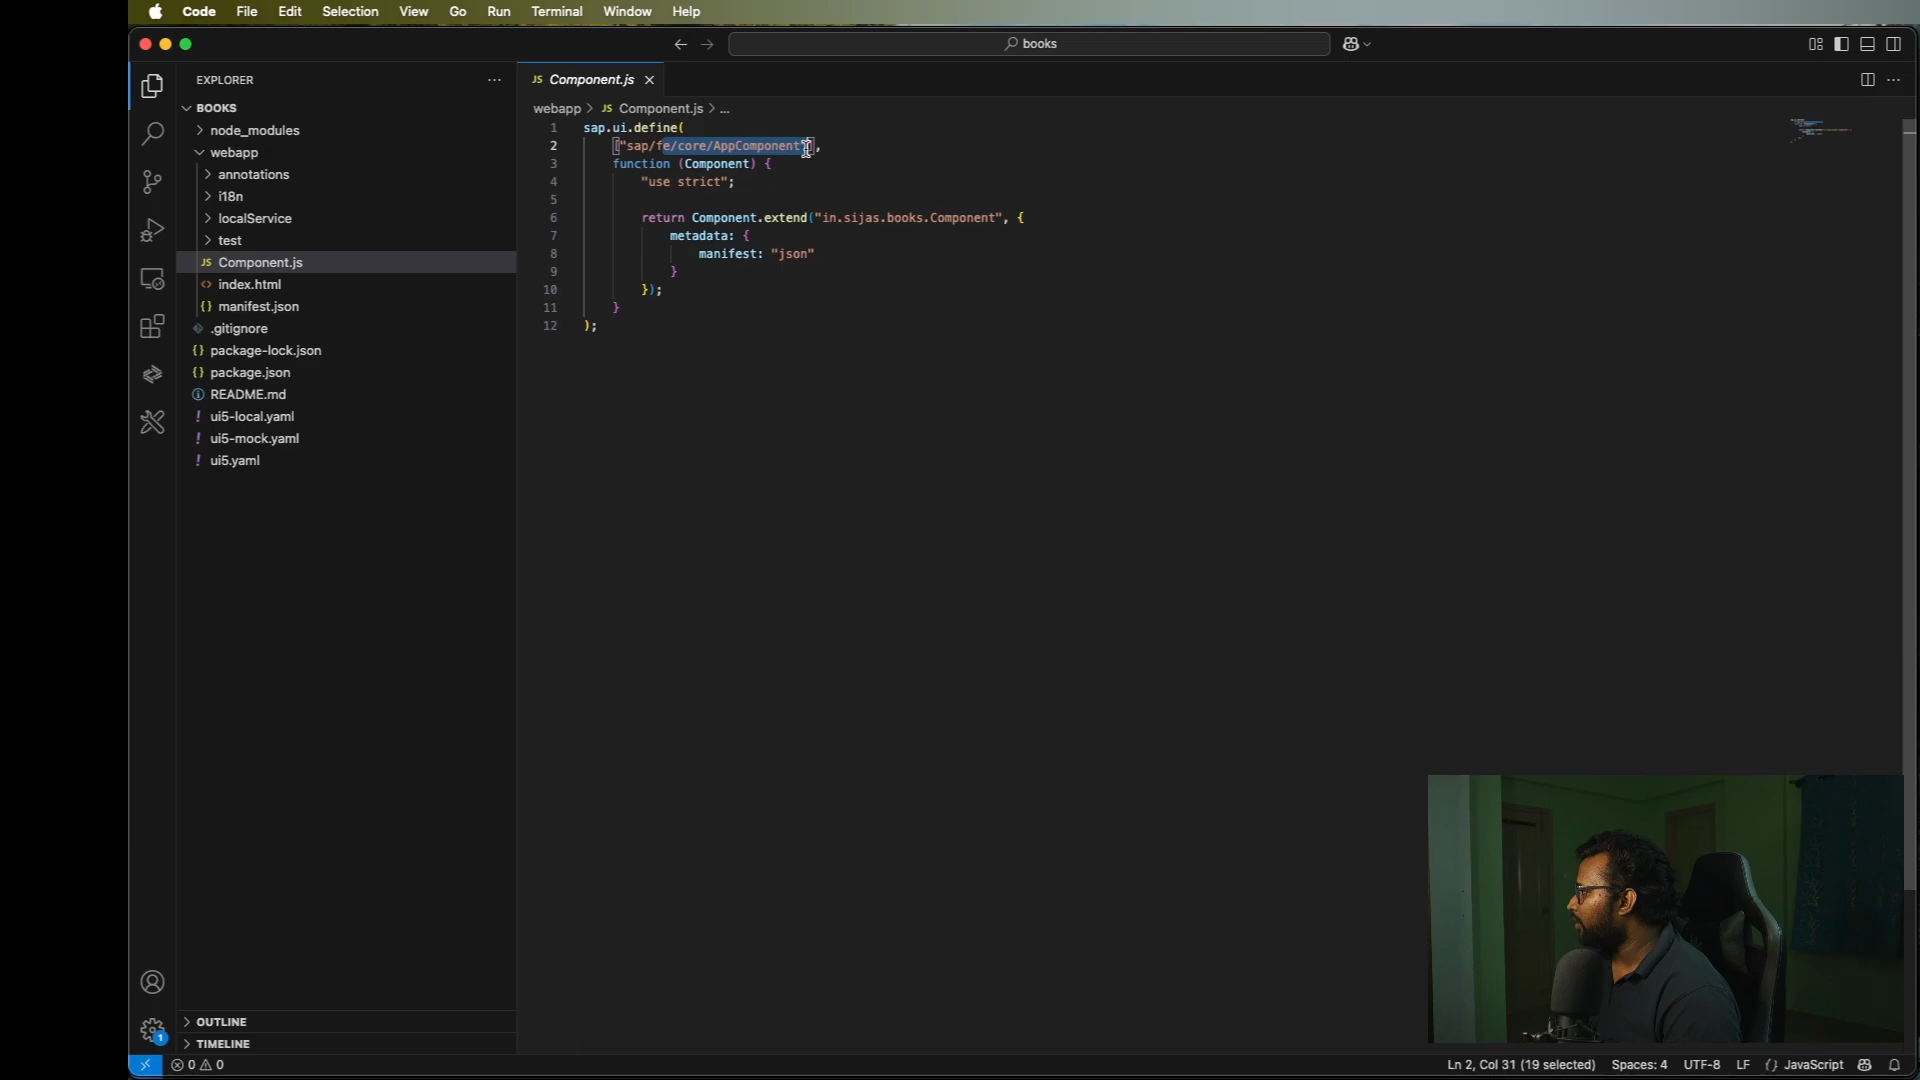 Code File Edit Selection View Go Run Terminal Window Help
books
EXPLORER
Component.js
BOOKS
webapp > JS Component.js > ...
node_modules
webapp
annotations
i18n
localService
test
JS Component.js
<> index.html
{} manifest.json
.gitignore
{} package-lock.json
{} package.json
README.md
! ui5-local.yaml
! ui5-mock.yaml
! ui5.yaml
1 sap.ui.define(
2 ["sap/fe/core/AppComponent"],
3 function (Component) {
4 "use strict";
5
6 return Component.extend("in.sijas.books.Component", {
7 metadata: {
8 manifest: "json"
9 }
10 });
11 }
12 );
OUTLINE
TIMELINE
1
0 0
Ln 2, Col 31 (19 selected) Spaces: 4 UTF-8 LF {} JavaScript